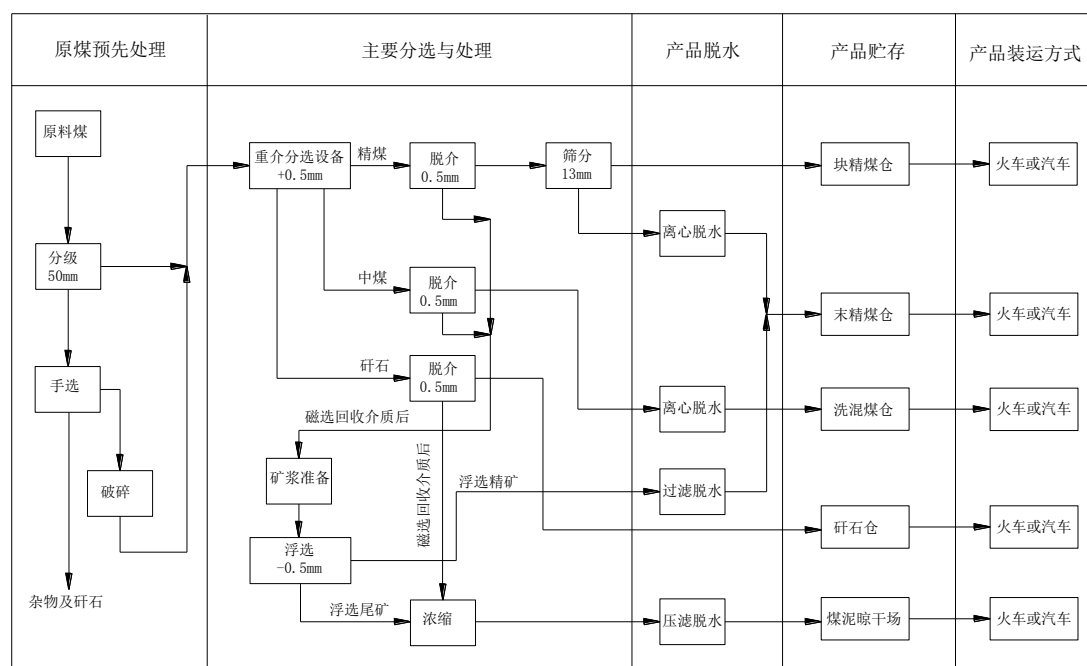 原煤预先处理
主要分选与处理
产品脱水
产品贮存
产品装运方式
原料煤
分级
50mm
手选
破碎
杂物及矸石
重介分选设备
+0.5mm
精煤
脱介
0.5mm
筛分
13mm
中煤
脱介
0.5mm
矸石
脱介
0.5mm
磁选回收介质后
磁选回收介质后
矿浆准备
浮选
-0.5mm
浮选精矿
浮选尾矿
浓缩
离心脱水
离心脱水
过滤脱水
压滤脱水
块精煤仓
末精煤仓
洗混煤仓
矸石仓
煤泥晾干场
火车或汽车
火车或汽车
火车或汽车
火车或汽车
火车或汽车